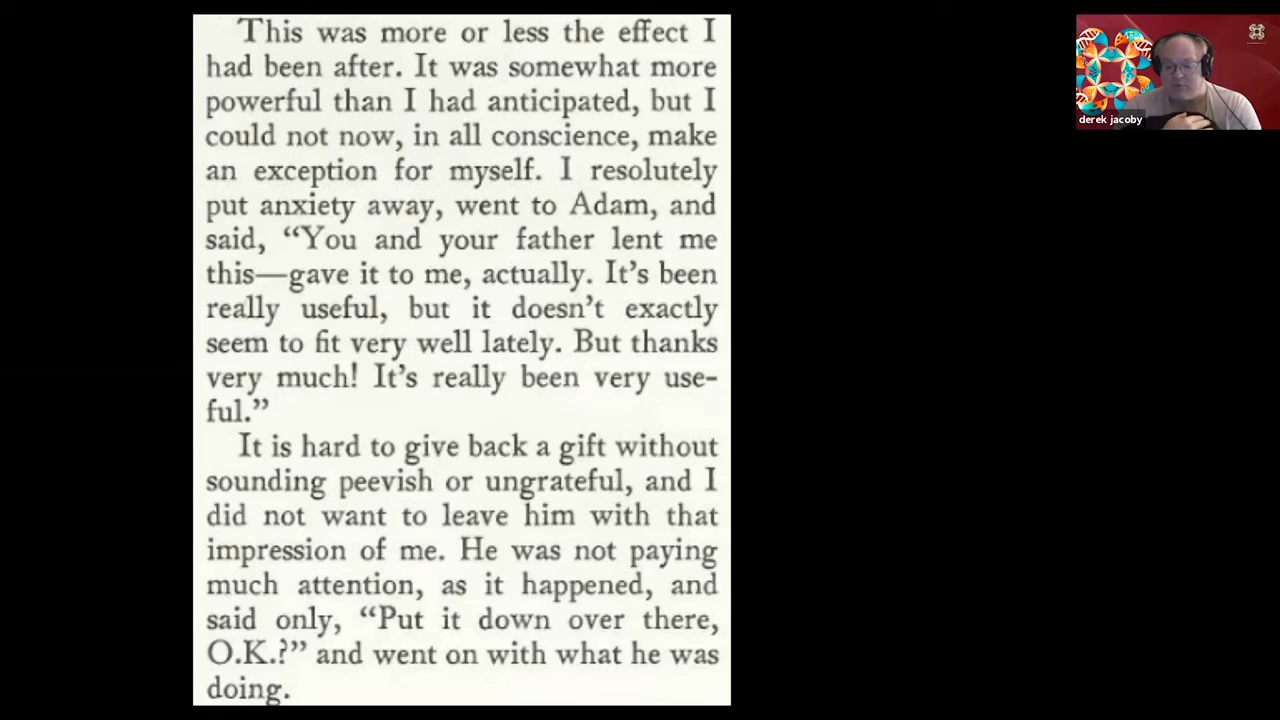 This was more or less the effect I
had been after. It was somewhat more
powerful than I had anticipated, but I
could not now, in all conscience, make
an exception for myself. I resolutely
put anxiety away, went to Adam, and
said, “You and your father lent me
this—gave it to me, actually. It’s been
really useful, but it doesn’t exactly
seem to fit very well lately. But thanks
very much! It’s really been very use-
ful.”
It is hard to give back a gift without
sounding peevish or ungrateful, and I
did not want to leave him with that
impression of me. He was not paying
much attention, as it happened, and
said only, “Put it down over there,
O.K.?” and went on with what he was
doing.
derek jacoby